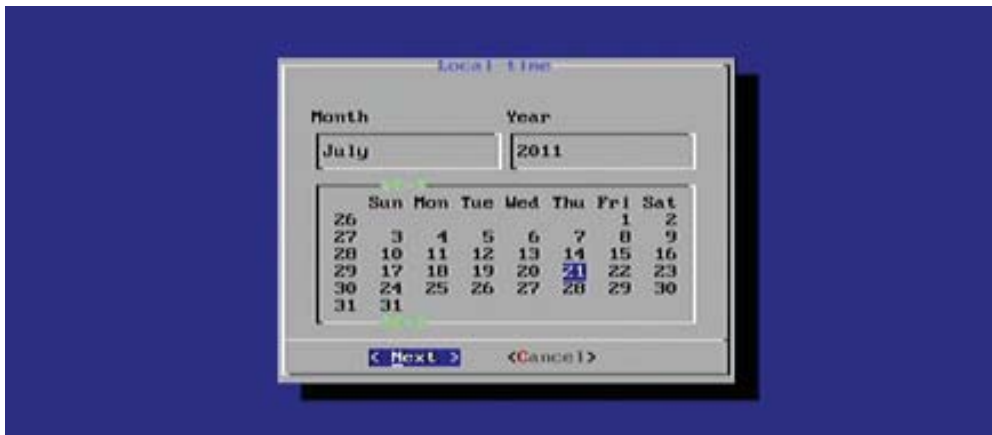 Local time
Month Year
July 2011
Sun Mon Tue Wed Thu Fri Sat
26 1 2
27 3 4 5 6 7 8 9
28 10 11 12 13 14 15 16
29 17 18 19 20 21 22 23
30 24 25 26 27 28 29 30
31 31
< Next > <Cancel>